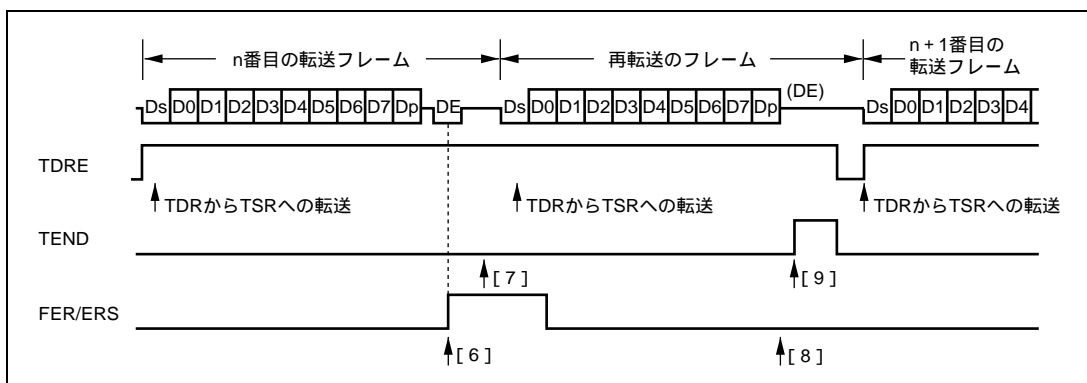 n番目の転送フレーム
再転送のフレーム
n + 1番目の
転送フレーム
Ds D0 D1 D2 D3 D4 D5 D6 D7 Dp DE Ds D0 D1 D2 D3 D4 D5 D6 D7 Dp (DE) Ds D0 D1 D2 D3 D4
TDRE
TDRからTSRへの転送 TDRからTSRへの転送 TDRからTSRへの転送
TEND
[ 7 ] [ 9 ]
FER/ERS
[ 6 ] [ 8 ]